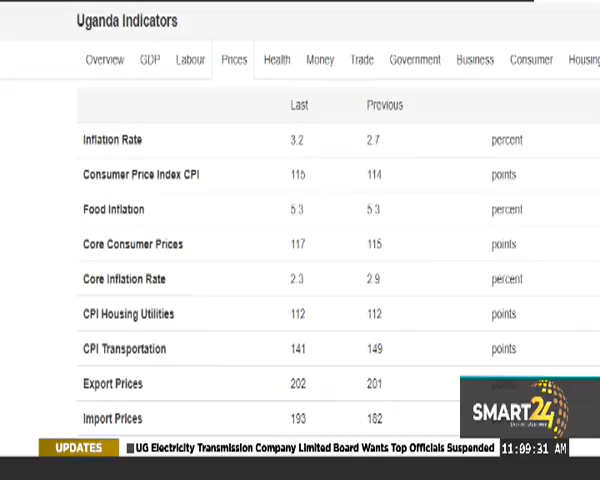 Uganda Indicators
Overview GDP Labour Prices Health Money Trade Government Business Consumer Housing
Last Previous
Inflation Rate 3.2 2.7 percent
Consumer Price Index CPI 115 114 points
Food Inflation 5.3 5.3 percent
Core Consumer Prices 117 115 points
Core Inflation Rate 2.3 2.9 percent
CPI Housing Utilities 112 112 points
CPI Transportation 141 149 points
Export Prices 202 201 points
Import Prices 193 182
SMART24
UPDATES UG Electricity Transmission Company Limited Board Wants Top Officials Suspended 11:09:31 AM